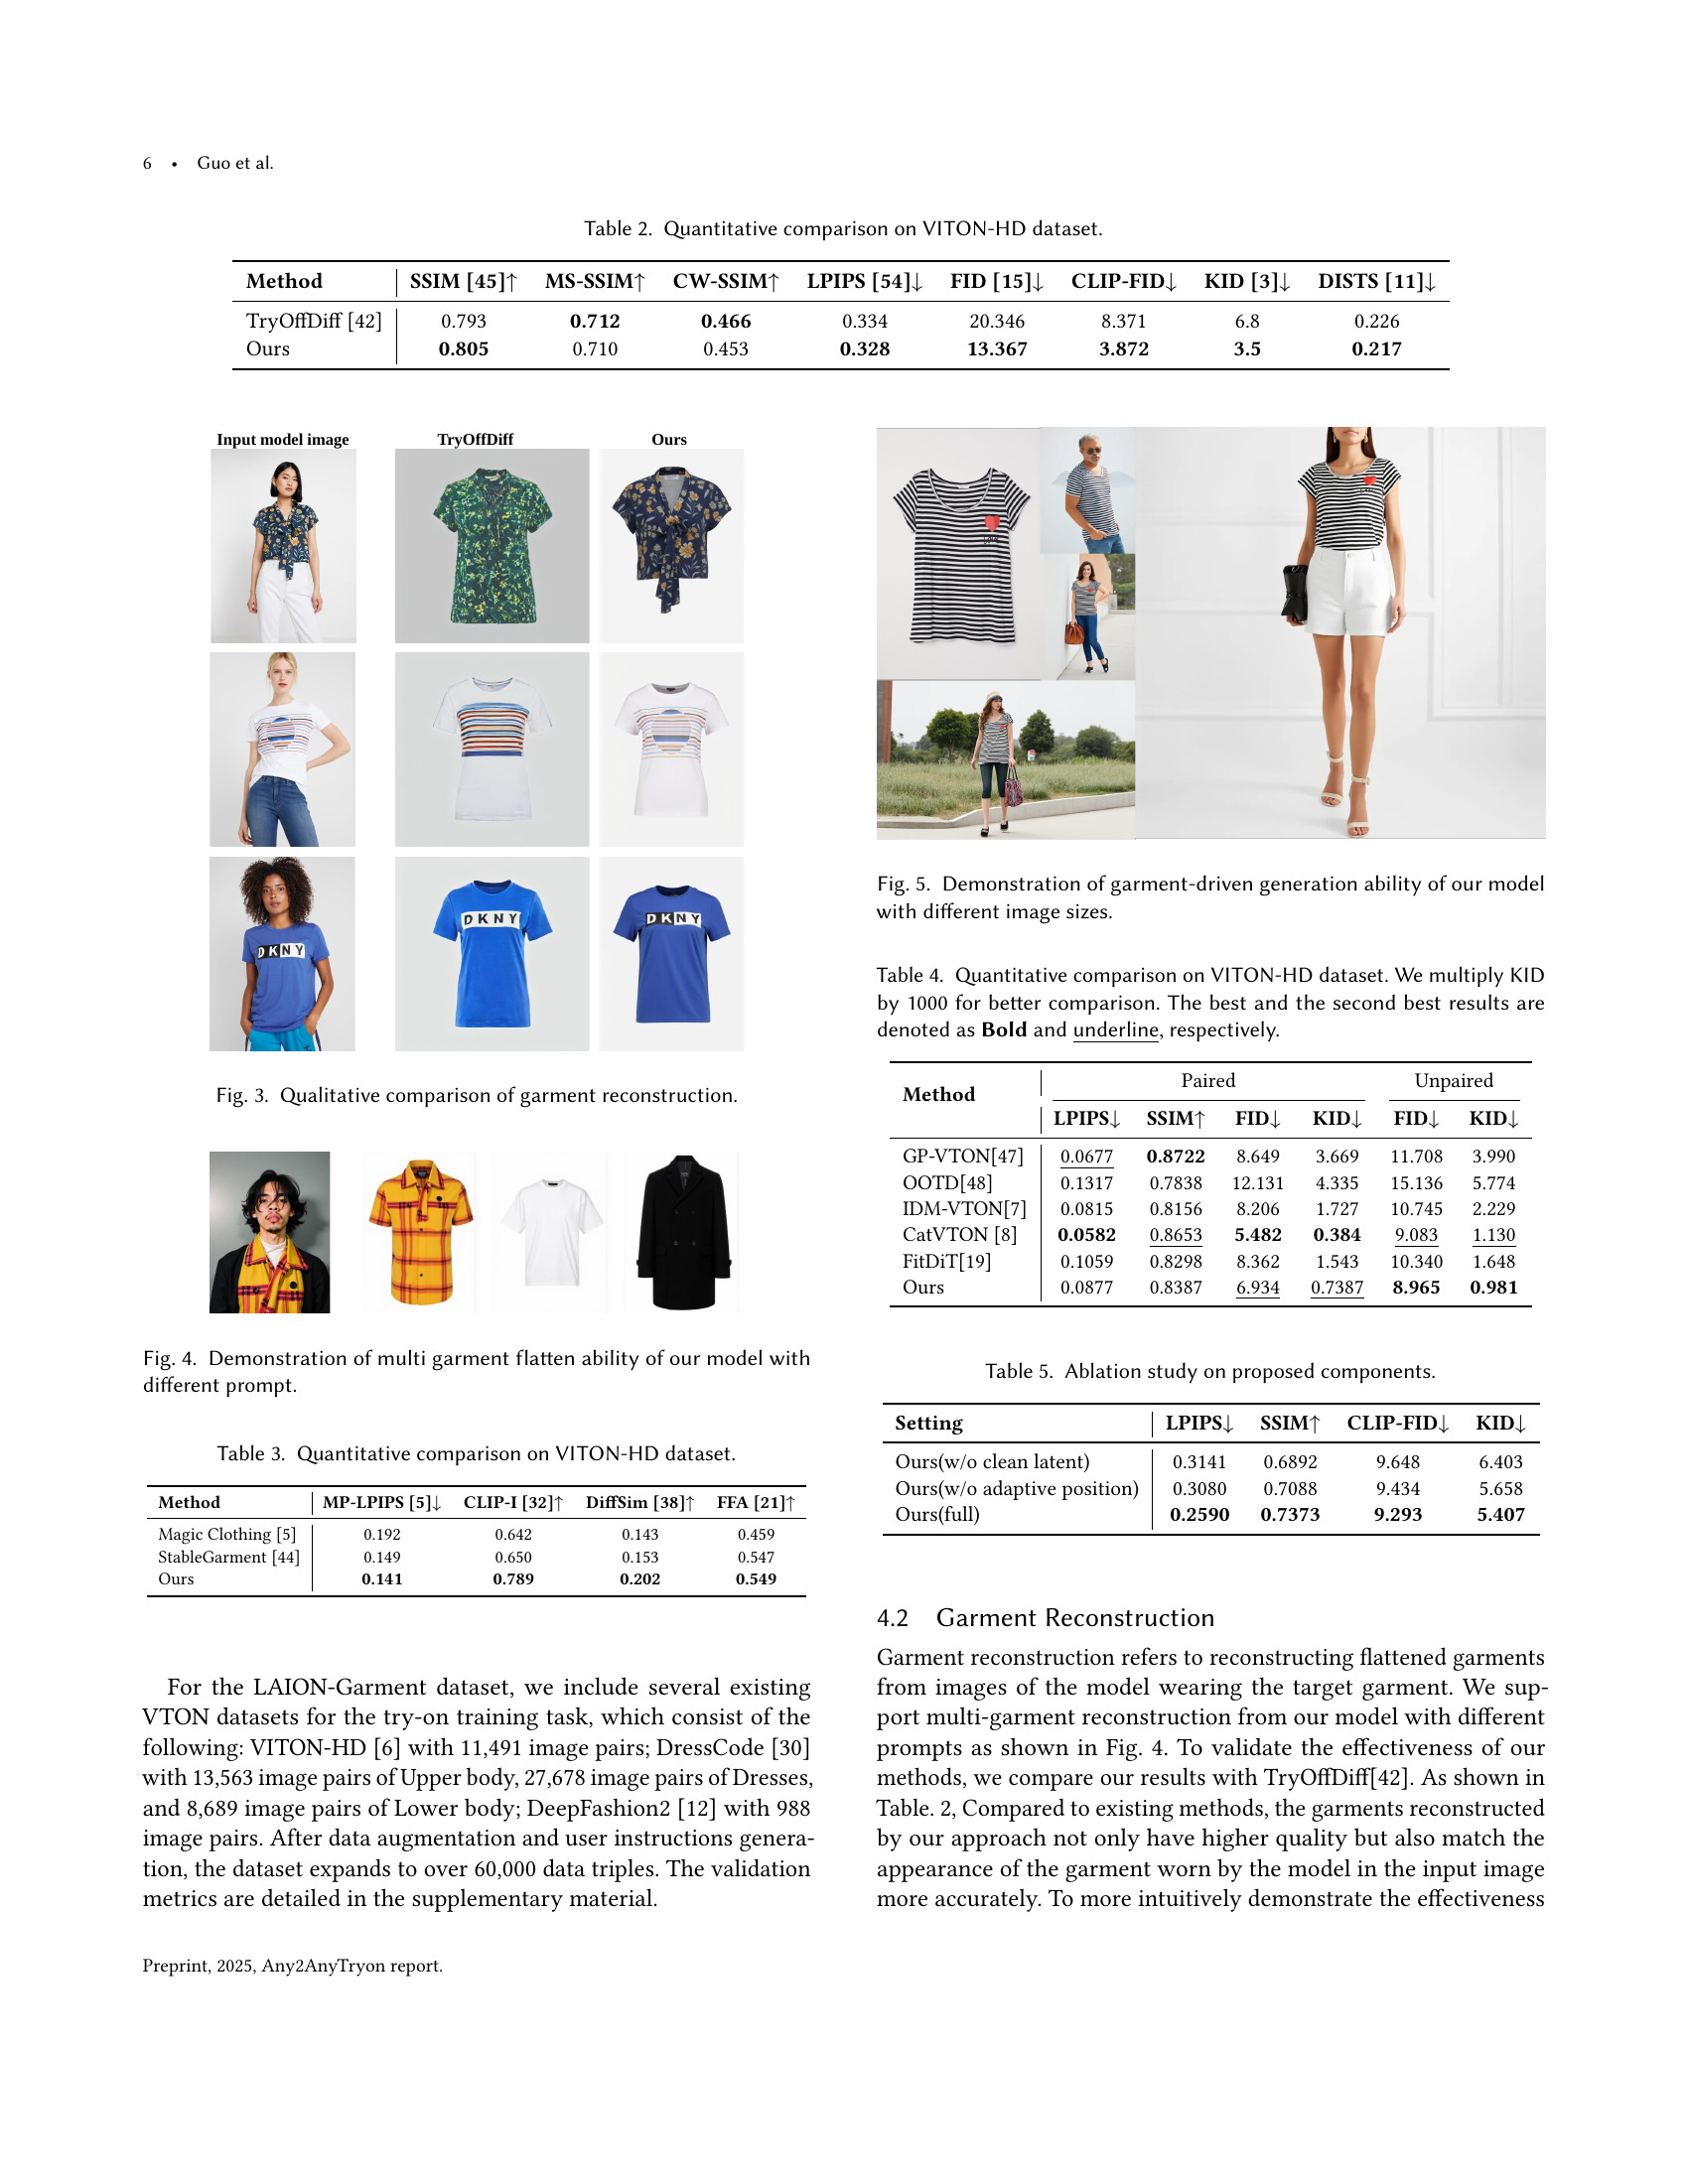 6 • Guo et al.
Table 2. Quantitative comparison on VITON-HD dataset.
Method SSIM [45]↑ MS-SSIM↑ CW-SSIM↑ LPIPS [54]↓ FID [15]↓ CLIP-FID↓ KID [3]↓ DISTS [11]↓
TryOffDiff [42] 0.793 0.712 0.466 0.334 20.346 8.371 6.8 0.226
Ours 0.805 0.710 0.453 0.328 13.367 3.872 3.5 0.217
Input model image TryOffDiff Ours
DKNY DKNY DKNY
Fig. 3. Qualitative comparison of garment reconstruction.
Fig. 4. Demonstration of multi garment flatten ability of our model with
different prompt.
Table 3. Quantitative comparison on VITON-HD dataset.
Method MP-LPIPS [5]↓ CLIP-I [32]↑ DiffSim [38]↑ FFA [21]↑
Magic Clothing [5] 0.192 0.642 0.143 0.459
StableGarment [44] 0.149 0.650 0.153 0.547
Ours 0.141 0.789 0.202 0.549
For the LAION-Garment dataset, we include several existing
VTON datasets for the try-on training task, which consist of the
following: VITON-HD [6] with 11,491 image pairs; DressCode [30]
with 13,563 image pairs of Upper body, 27,678 image pairs of Dresses,
and 8,689 image pairs of Lower body; DeepFashion2 [12] with 988
image pairs. After data augmentation and user instructions genera-
tion, the dataset expands to over 60,000 data triples. The validation
metrics are detailed in the supplementary material.
Fig. 5. Demonstration of garment-driven generation ability of our model
with different image sizes.
Table 4. Quantitative comparison on VITON-HD dataset. We multiply KID
by 1000 for better comparison. The best and the second best results are
denoted as Bold and underline, respectively.
Method Paired Unpaired
LPIPS↓ SSIM↑ FID↓ KID↓ FID↓ KID↓
GP-VTON[47] 0.0677 0.8722 8.649 3.669 11.708 3.990
OOTD[48] 0.1317 0.7838 12.131 4.335 15.136 5.774
IDM-VTON[7] 0.0815 0.8156 8.206 1.727 10.745 2.229
CatVTON [8] 0.0582 0.8653 5.482 0.384 9.083 1.130
FitDiT[19] 0.1059 0.8298 8.362 1.543 10.340 1.648
Ours 0.0877 0.8387 6.934 0.7387 8.965 0.981
Table 5. Ablation study on proposed components.
Setting LPIPS↓ SSIM↑ CLIP-FID↓ KID↓
Ours(w/o clean latent) 0.3141 0.6892 9.648 6.403
Ours(w/o adaptive position) 0.3080 0.7088 9.434 5.658
Ours(full) 0.2590 0.7373 9.293 5.407
4.2 Garment Reconstruction
Garment reconstruction refers to reconstructing flattened garments
from images of the model wearing the target garment. We sup-
port multi-garment reconstruction from our model with different
prompts as shown in Fig. 4. To validate the effectiveness of our
methods, we compare our results with TryOffDiff[42]. As shown in
Table. 2, Compared to existing methods, the garments reconstructed
by our approach not only have higher quality but also match the
appearance of the garment worn by the model in the input image
more accurately. To more intuitively demonstrate the effectiveness
Preprint, 2025, Any2AnyTryon report.